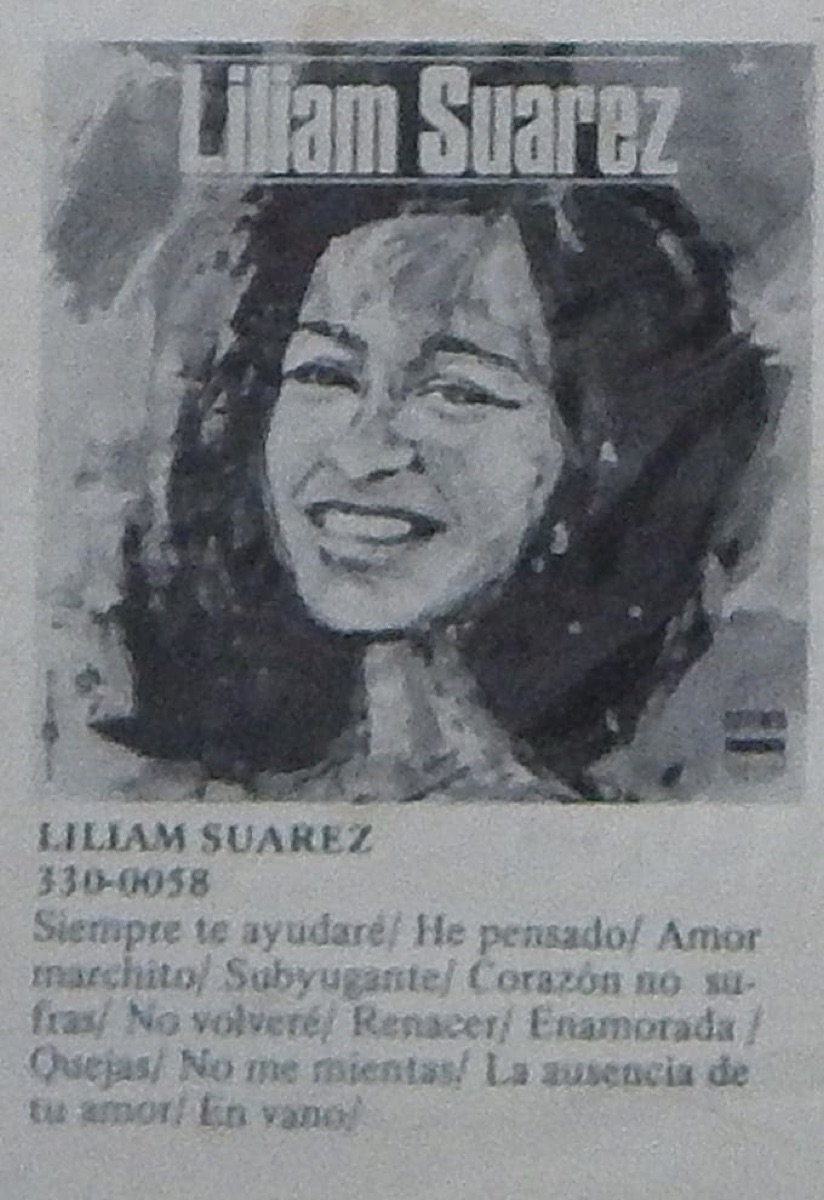 Liliam Suarez
LILIAM SUAREZ
330-0058
Siempre te ayudaré/ He pensado/ Amor
marchito/ Subyugante/ Corazón no su-
fras/ No volveré/ Renacer/ Enamorada /
Quejas/ No me mientas/ La ausencia de
tu amor/ En vano/